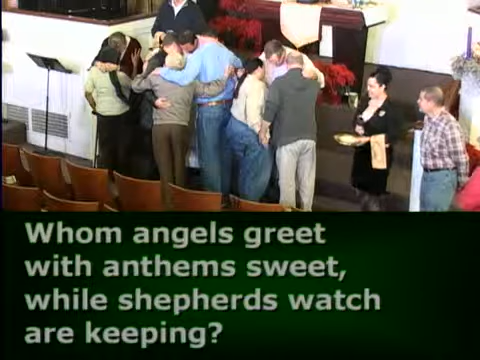 Whom angels greet
with anthems sweet,
while shepherds watch
are keeping?